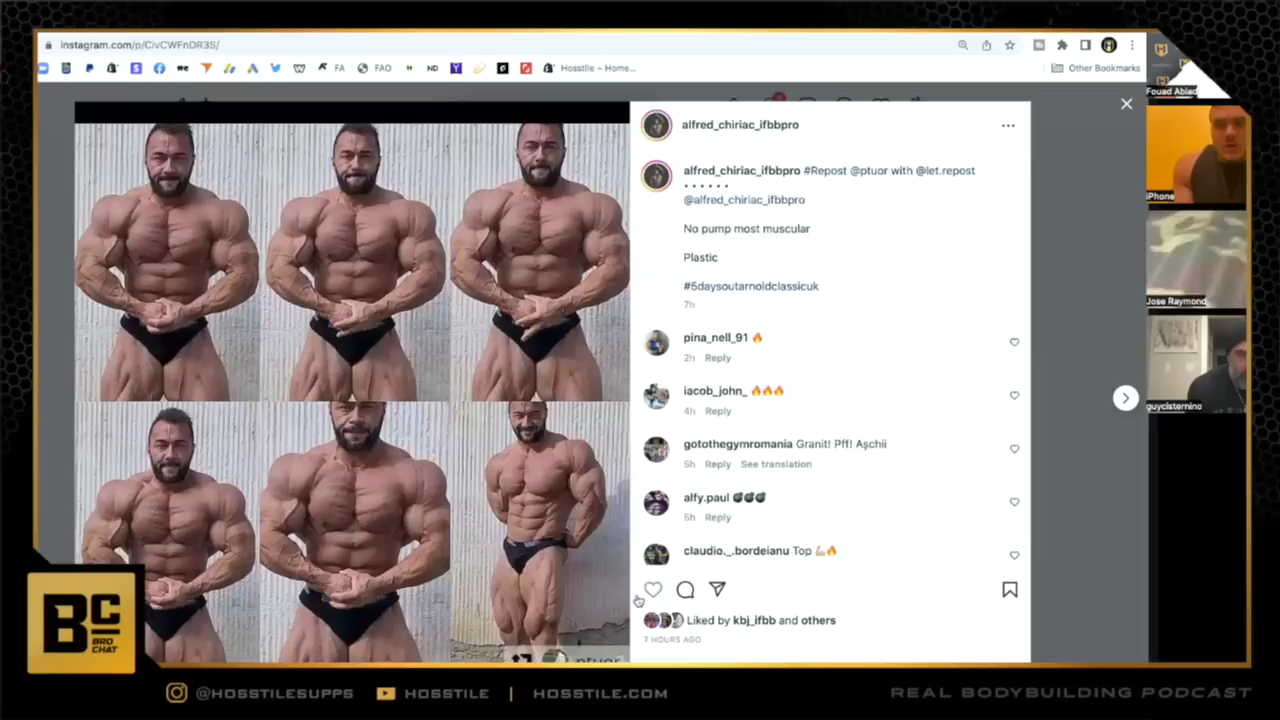 instagram.com/p/CivCWFnDR3S/
FA
FAO
ND
Hosstile ~ Home...
Other Bookmarks
Fouad Abiad
alfred_chiriac_ifbbpro
iPhone
alfred_chiriac_ifbbpro #Repost @ptuor with @let.repost
• • • • • •
@alfred_chiriac_ifbbpro
No pump most muscular
Plastic
#5daysoutarnoldclassicuk
7h
Jose Raymond
pina_nell_91 🔥
2h Reply
iacob_john_ 🔥🔥🔥
4h Reply
guycisternino
gotothegymromania Granit! Pff! Așchii
5h Reply See translation
alfy.paul 💣💣💣
5h Reply
claudio._.bordeianu Top 💪🏼🔥
Liked by kbj_ifbb and others
7 HOURS AGO
ptuor
BC
BRO
CHAT
@HOSSTILESUPPS HOSSTILE | HOSSTILE.COM
REAL BODYBUILDING PODCAST